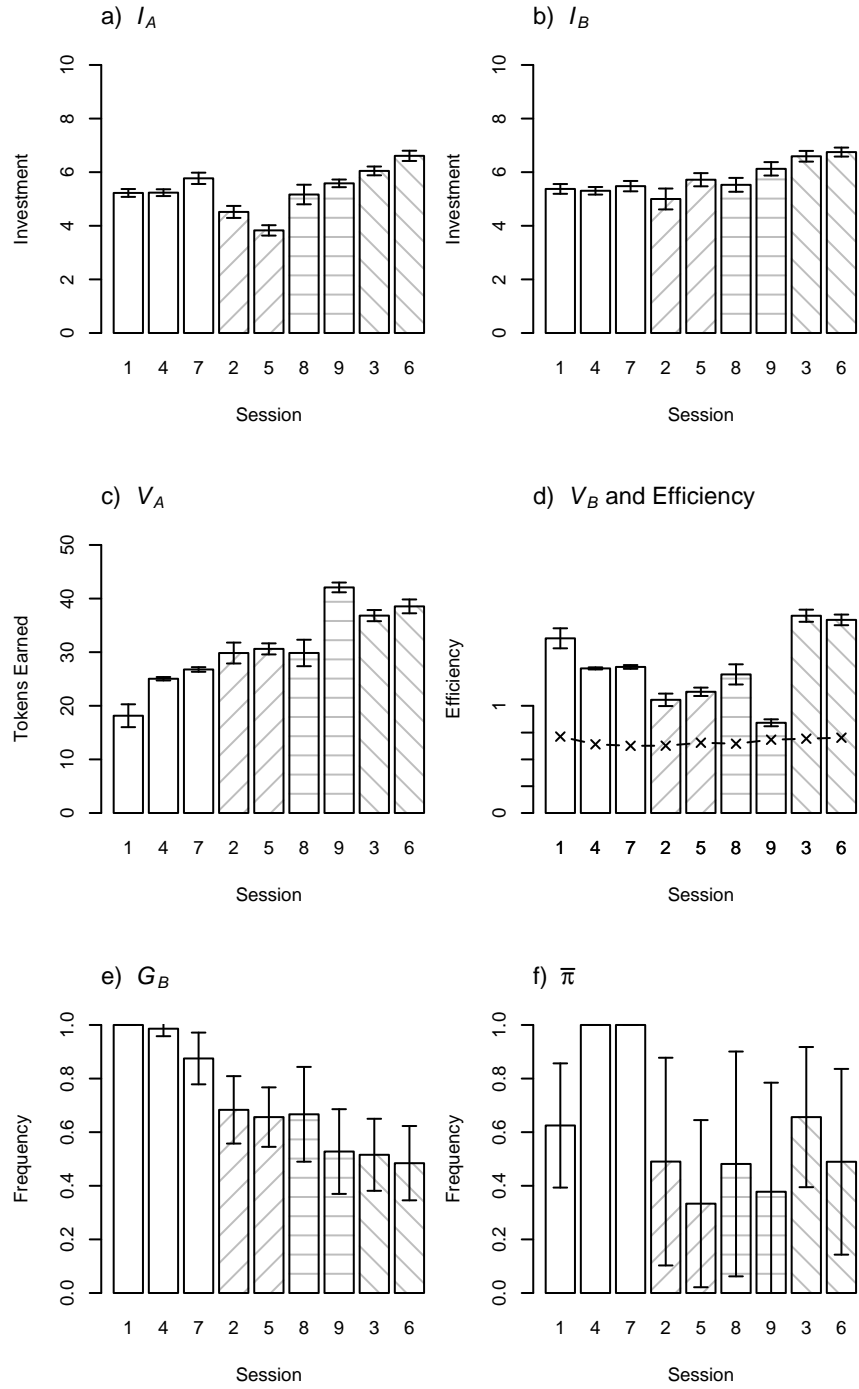 a) I_A
10
8
6
4
2
0
Investment
1 4 7 2 5 8 9 3 6
Session
b) I_B
10
8
6
4
2
0
Investment
1 4 7 2 5 8 9 3 6
Session
c) V_A
50
40
30
20
10
0
Tokens Earned
1 4 7 2 5 8 9 3 6
Session
d) V_B and Efficiency
1
0
Efficiency
1 4 7 2 5 8 9 3 6
Session
e) G_B
1.0
0.8
0.6
0.4
0.2
0.0
Frequency
1 4 7 2 5 8 9 3 6
Session
f) π̅
1.0
0.8
0.6
0.4
0.2
0.0
Frequency
1 4 7 2 5 8 9 3 6
Session